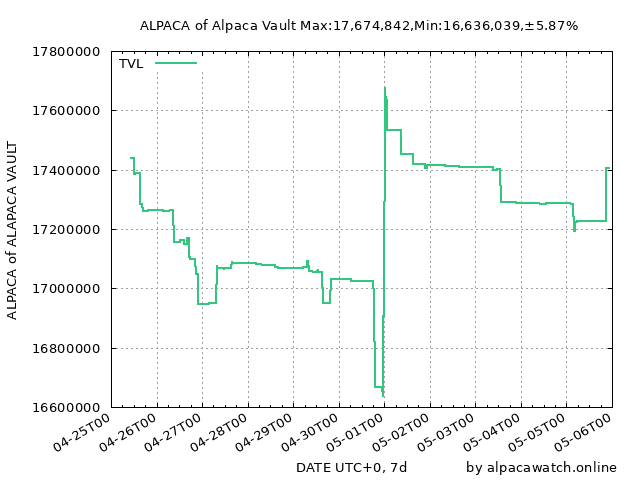 ALPACA of Alpaca Vault Max:17,674,842,Min:16,636,039,±5.87%
TVL
17800000
17600000
17400000
17200000
17000000
16800000
16600000
ALPACA of ALAPACA VAULT
04-25T00
04-26T00
04-27T00
04-28T00
04-29T00
04-30T00
05-01T00
05-02T00
05-03T00
05-04T00
05-05T00
05-06T00
DATE UTC+0, 7d
by alpacawatch.online